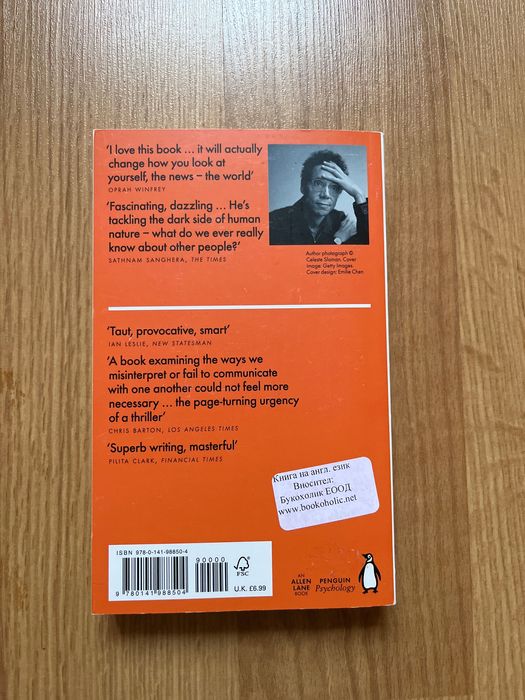 'I love this book ... it will actually
change how you look at
yourself, the news – the world'
OPRAH WINFREY
'Fascinating, dazzling ... He's
tackling the dark side of human
nature – what do we ever really
know about other people?'
SATHNAM SANGHERA, THE TIMES
Author photograph ©
Celeste Sloman. Cover
image: Getty Images.
Cover design: Emilie Chen
'Taut, provocative, smart'
IAN LESLIE, NEW STATESMAN
'A book examining the ways we
misinterpret or fail to communicate
with one another could not feel more
necessary ... the page-turning urgency
of a thriller'
CHRIS BARTON, LOS ANGELES TIMES
'Superb writing, masterful'
PILITA CLARK, FINANCIAL TIMES
Книга на англ. език
Вносител:
Букохолик ЕООД
www.bookoholic.net
ISBN 978-0-141-98850-4
90000
9 780141 988504
FSC
U.K. £6.99
AN
ALLEN
LANE
BOOK
PENGUIN
Psychology